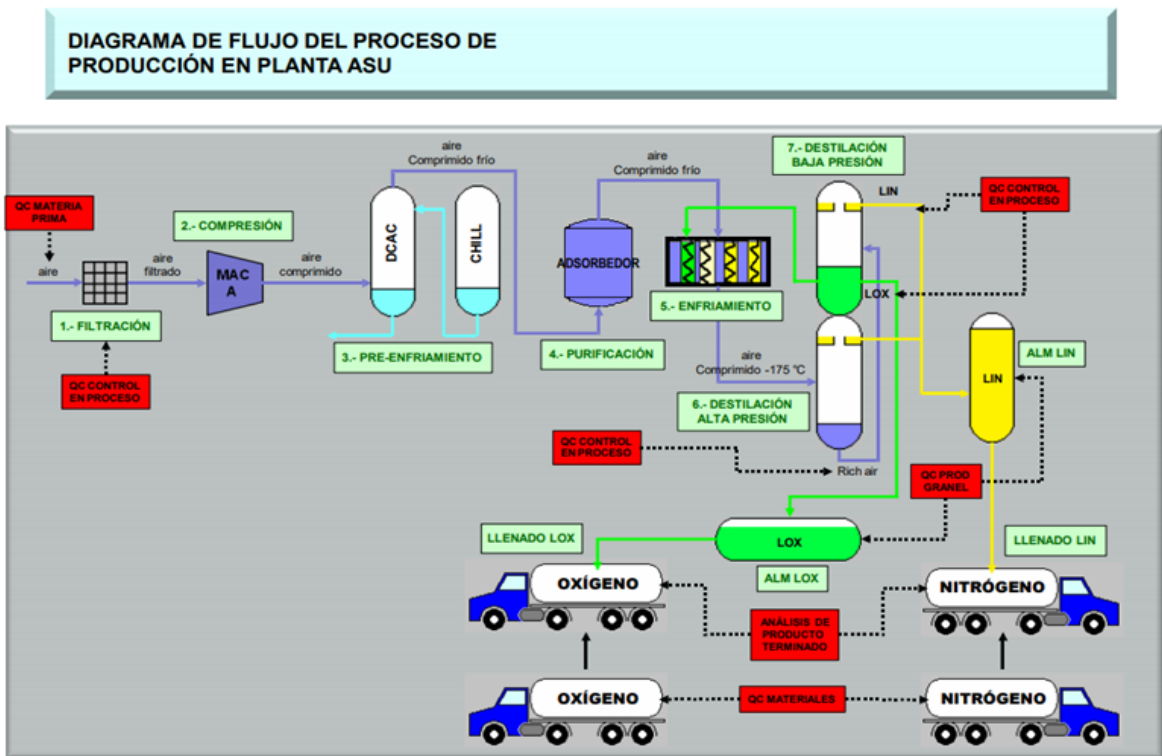 DIAGRAMA DE FLUJO DEL PROCESO DE
PRODUCCIÓN EN PLANTA ASU
QC MATERIA
PRIMA
aire
1.- FILTRACIÓN
QC CONTROL
EN PROCESO
aire
filtrado
2.- COMPRESIÓN
MAC
A
aire
comprimido
aire
Comprimido frío
DCAC
CHILL
3.- PRE-ENFRIAMIENTO
4.- PURIFICACIÓN
ADSORBEDOR
aire
Comprimido frío
5.- ENFRIAMIENTO
aire
Comprimido -175 °C
6.- DESTILACIÓN
ALTA PRESIÓN
QC CONTROL
EN PROCESO
Rich air
7.- DESTILACIÓN
BAJA PRESIÓN
LIN
LOX
QC CONTROL
EN PROCESO
ALM LIN
LIN
QC PROD
GRANEL
LOX
ALM LOX
LLENADO LOX
LLENADO LIN
OXÍGENO
NITRÓGENO
ANÁLISIS DE
PRODUCTO
TERMINADO
OXÍGENO
QC MATERIALES
NITRÓGENO